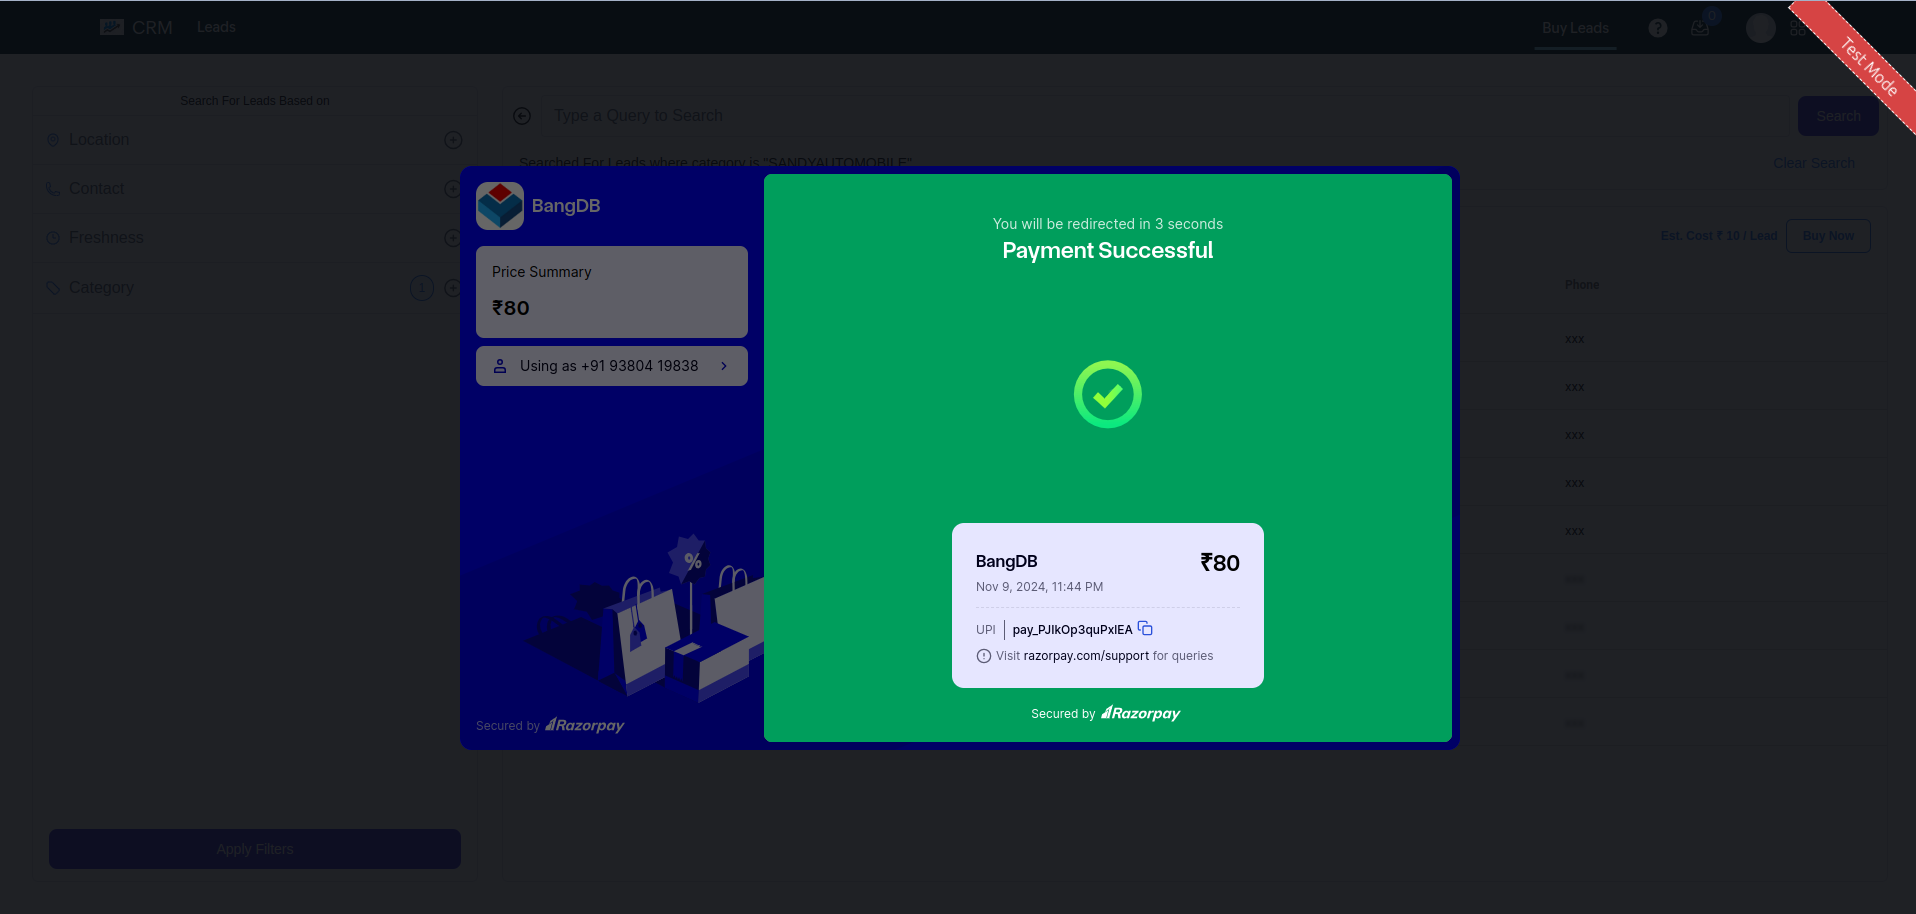 CRM
Leads
Buy Leads
0
Test Mode
Search For Leads Based on
Location
Contact
Freshness
Category
1
Apply Filters
Type a Query to Search
Search
Searched For Leads where category is "SANDYAUTOMOBILE"
Clear Search
Est. Cost ₹ 10 / Lead
Buy Now
Phone
xxx
xxx
xxx
xxx
xxx
BangDB
Price Summary
₹80
Using as +91 93804 19838
%
Secured by Razorpay
You will be redirected in 3 seconds
Payment Successful
BangDB
₹80
Nov 9, 2024, 11:44 PM
UPI | pay_PJIkOp3quPxIEA
Visit razorpay.com/support for queries
Secured by Razorpay